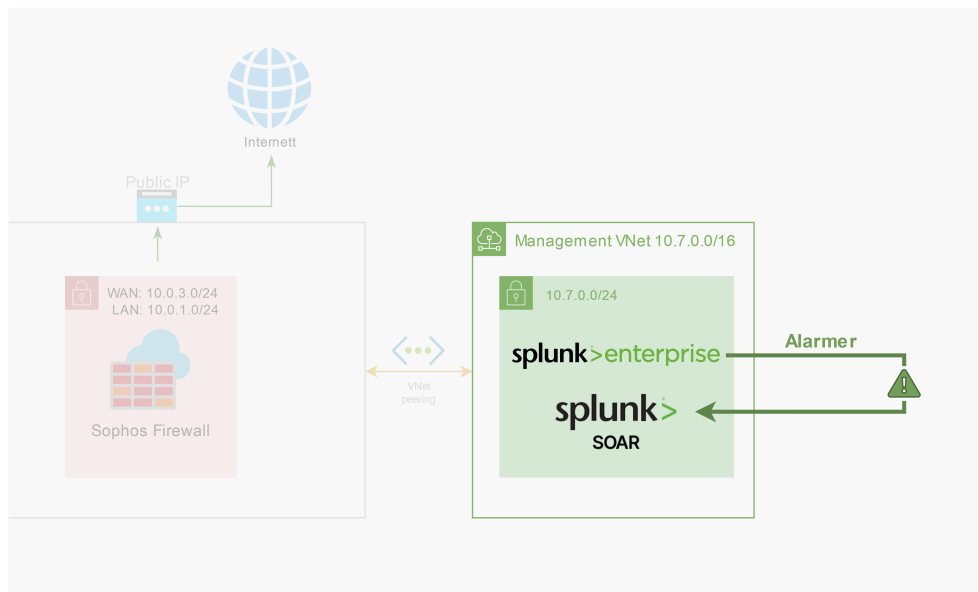 Internett
Public IP
WAN: 10.0.3.0/24
LAN: 10.0.1.0/24
Sophos Firewall
VNet
peering
Management VNet 10.7.0.0/16
10.7.0.0/24
splunk>enterprise
splunk>
SOAR
Alarmer